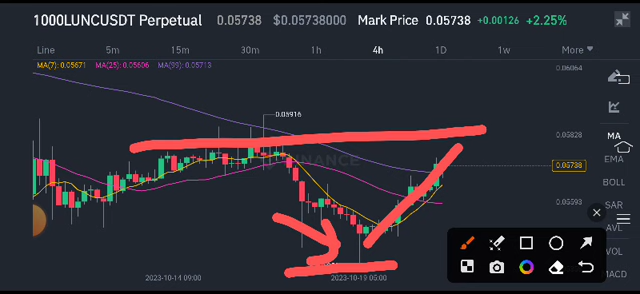 1000LUNCUSDT Perpetual 0.05738 $0.05738000 Mark Price 0.05738 +0.00126 +2.25%
Line 5m 15m 30m 1h 4h 1D 1w More
MA(7): 0.05671 MA(25): 0.05606 MA(99): 0.05713
0.06064
0.05916
0.05828
MA
BINANCE
EMA
0.05738
BOLL
0.05593
SAR
AVL
VOL
MACD
2023-10-14 09:00 2023-10-19 05:00